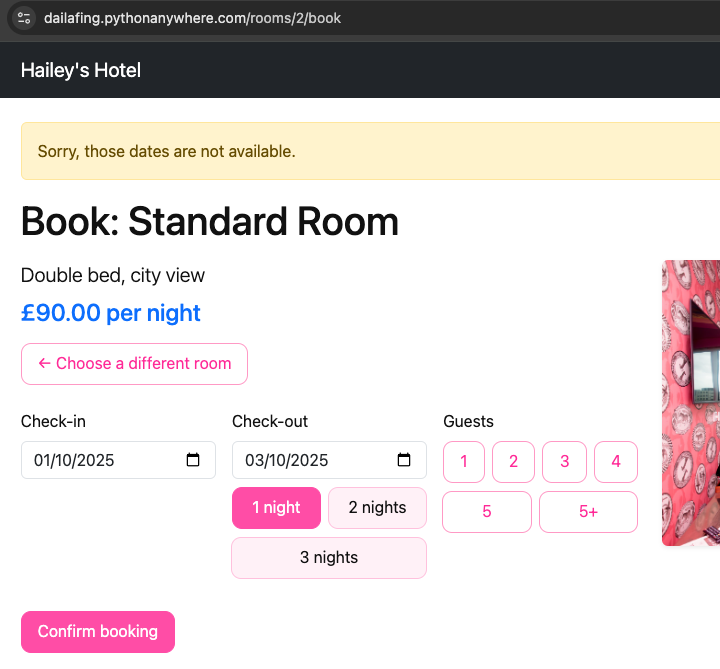 dailafing.pythonanywhere.com/rooms/2/book
Hailey's Hotel
Sorry, those dates are not available.
Book: Standard Room
Double bed, city view
£90.00 per night
← Choose a different room
Check-in Check-out Guests
01/10/2025 03/10/2025 1 2 3 4
1 night 2 nights 5 5+
3 nights
Confirm booking